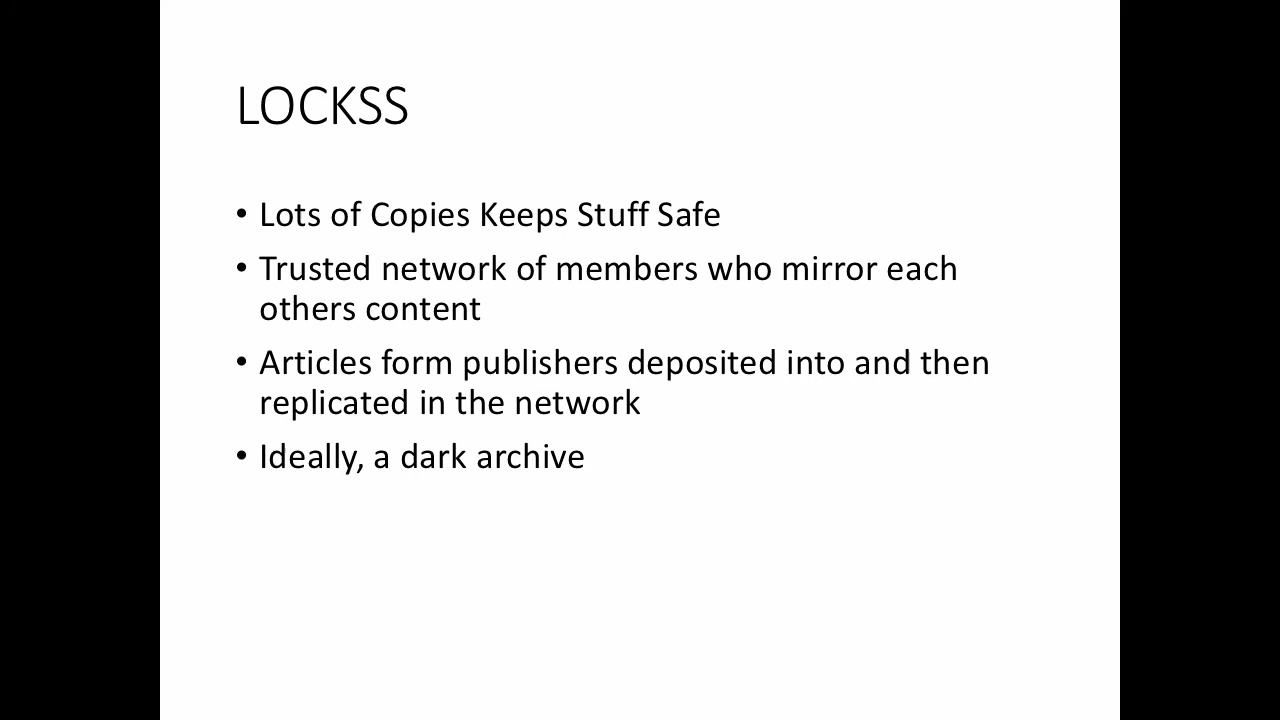 LOCKSS
• Lots of Copies Keeps Stuff Safe
• Trusted network of members who mirror each
others content
• Articles form publishers deposited into and then
replicated in the network
• Ideally, a dark archive